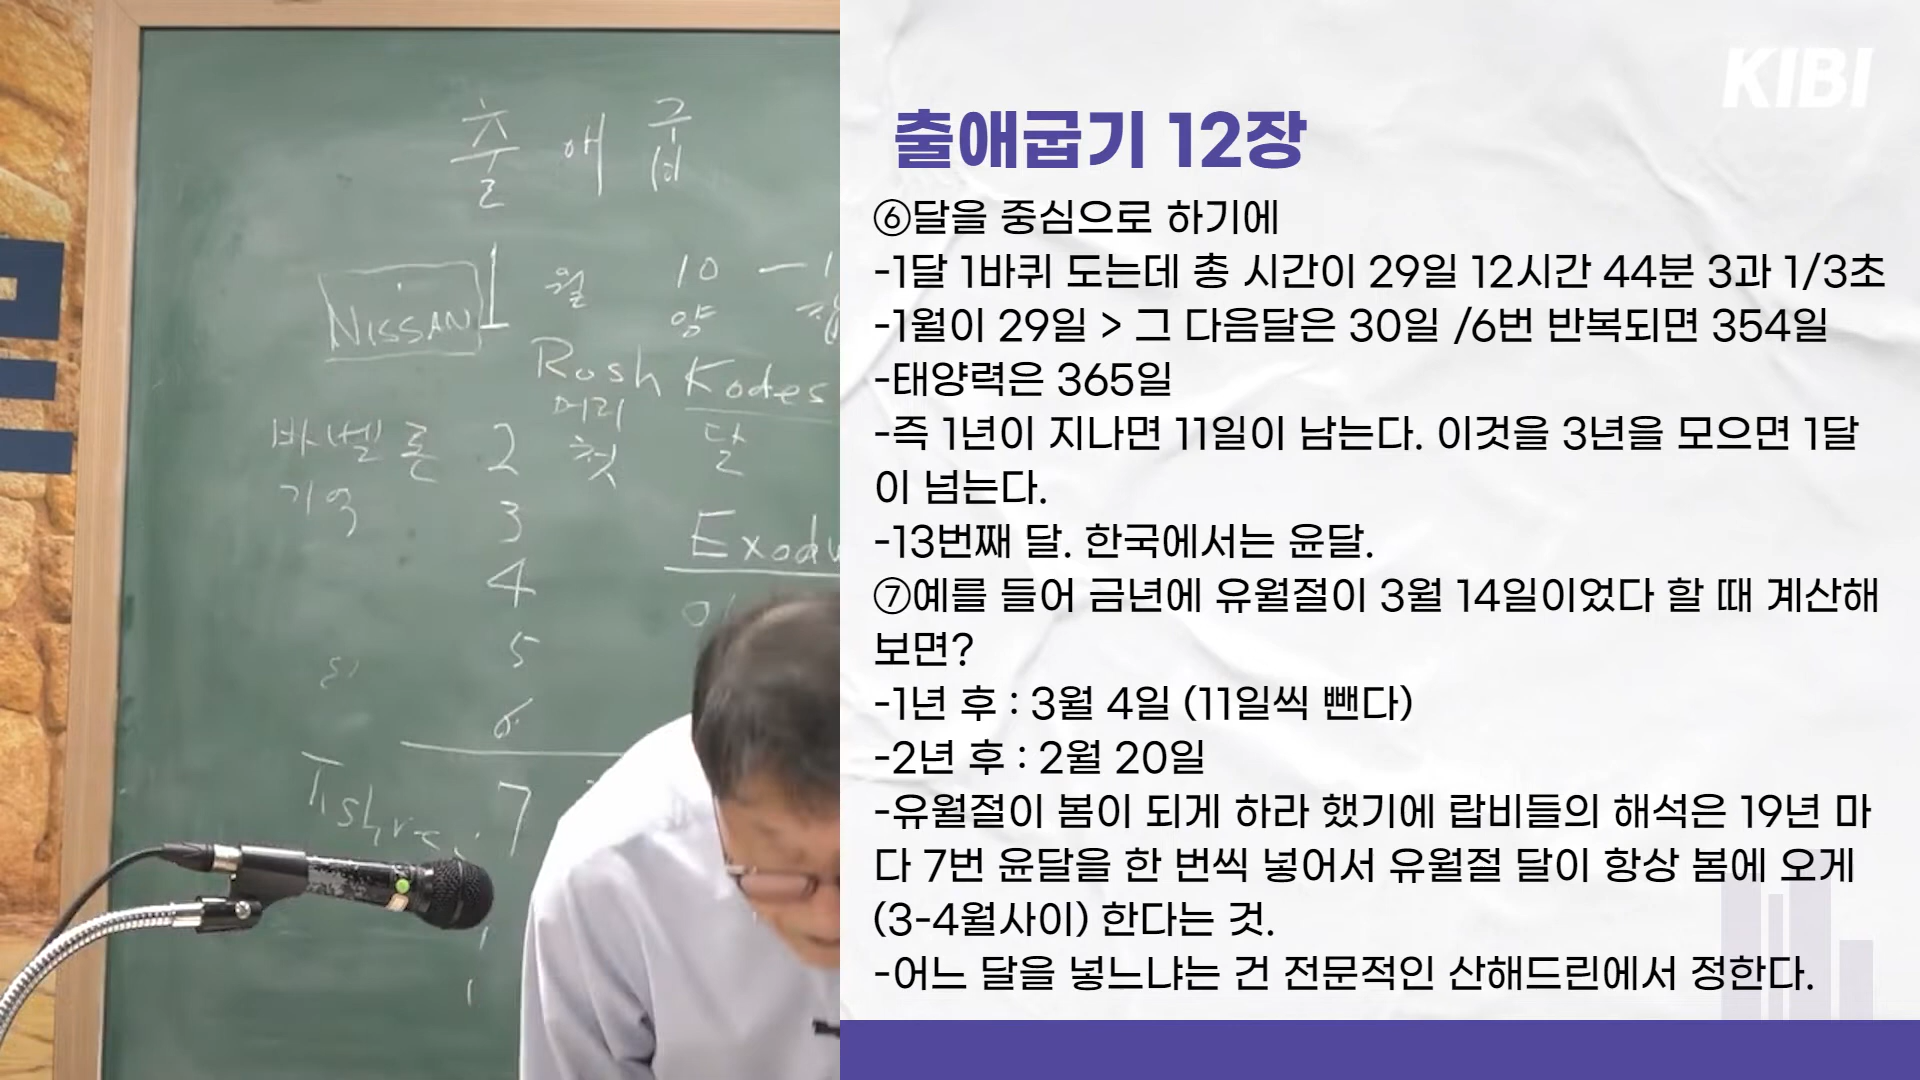 출 애 굽
NISSAN 1 월 10
양
Rosh Kodes
머리
바벨론 2 첫 달
기억 3
Exodu
4
5
6
Tishrei 7
KIBI
출애굽기 12장
⑥달을 중심으로 하기에
-1달 1바퀴 도는데 총 시간이 29일 12시간 44분 3과 1/3초
-1월이 29일 > 그 다음달은 30일 /6번 반복되면 354일
-태양력은 365일
-즉 1년이 지나면 11일이 남는다. 이것을 3년을 모으면 1달
이 넘는다.
-13번째 달. 한국에서는 윤달.
⑦예를 들어 금년에 유월절이 3월 14일이었다 할 때 계산해
보면?
-1년 후 : 3월 4일 (11일씩 뺀다)
-2년 후 : 2월 20일
-유월절이 봄이 되게 하라 했기에 랍비들의 해석은 19년 마
다 7번 윤달을 한 번씩 넣어서 유월절 달이 항상 봄에 오게
(3-4월사이) 한다는 것.
-어느 달을 넣느냐는 건 전문적인 산해드린에서 정한다.